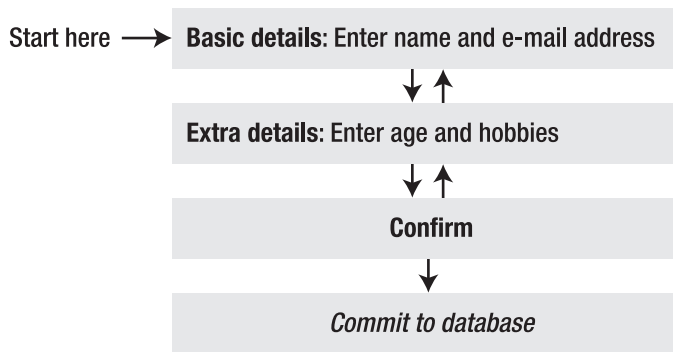 Start here
Basic details: Enter name and e-mail address
Extra details: Enter age and hobbies
Confirm
Commit to database